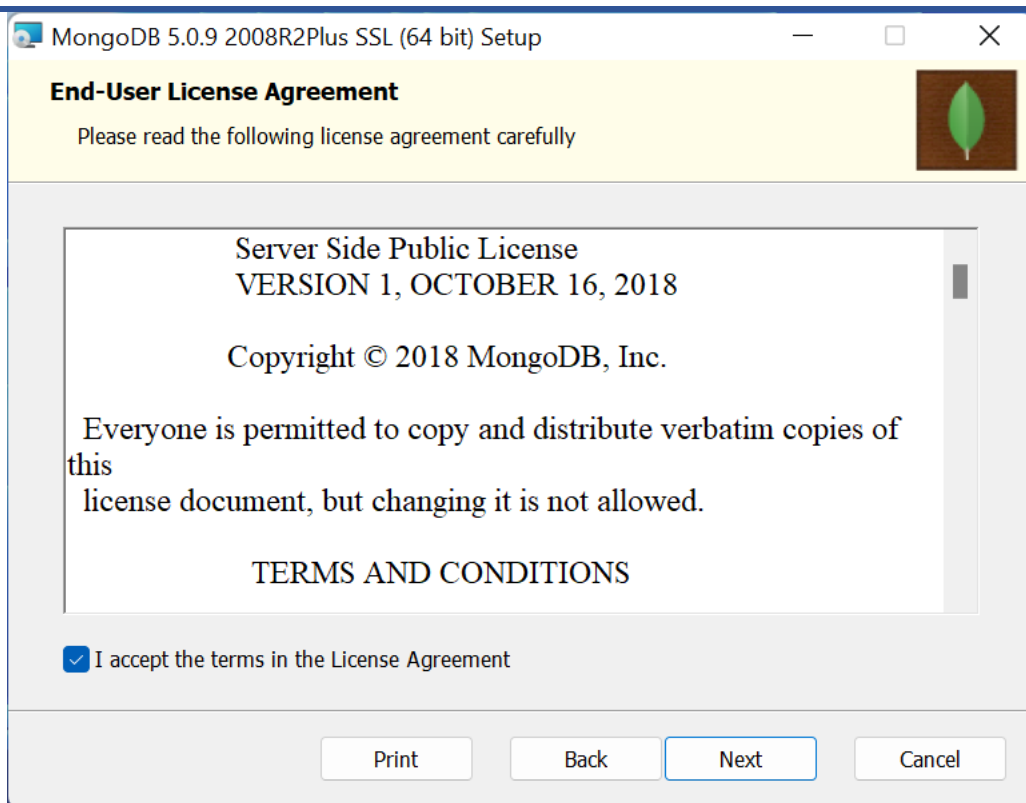 MongoDB 5.0.9 2008R2Plus SSL (64 bit) Setup
End-User License Agreement
Please read the following license agreement carefully
Server Side Public License
VERSION 1, OCTOBER 16, 2018
Copyright © 2018 MongoDB, Inc.
Everyone is permitted to copy and distribute verbatim copies of
this
license document, but changing it is not allowed.
TERMS AND CONDITIONS
I accept the terms in the License Agreement
Print Back Next Cancel